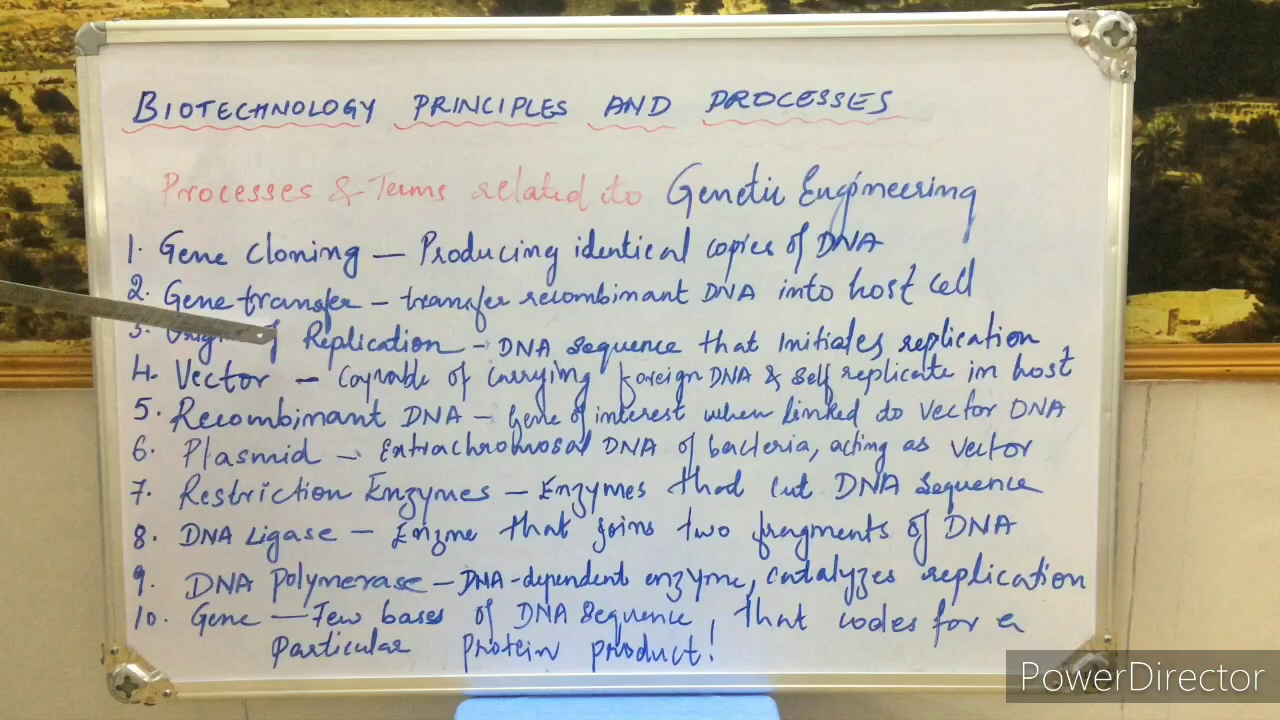 BIOTECHNOLOGY PRINCIPLES AND PROCESSES
Processes & Terms related to Genetic Engineering
1. Gene cloning – Producing identical copies of DNA
2. Gene transfer – transfer recombinant DNA into host cell
3. Replication – DNA sequence that initiates replication
4. Vector – Capable of carrying foreign DNA & self replicate in host
5. Recombinant DNA – Gene of interest when linked to vector DNA
6. Plasmid – Extrachromosal DNA of bacteria, acting as vector
7. Restriction Enzymes – Enzymes that cut DNA sequence
8. DNA Ligase – Enzme that joins two fragments of DNA
9. DNA Polymerase – DNA-dependent enzyme, catalyzes replication
10. Gene – Few bases of DNA sequence, that codes for a
particular protein product!
PowerDirector